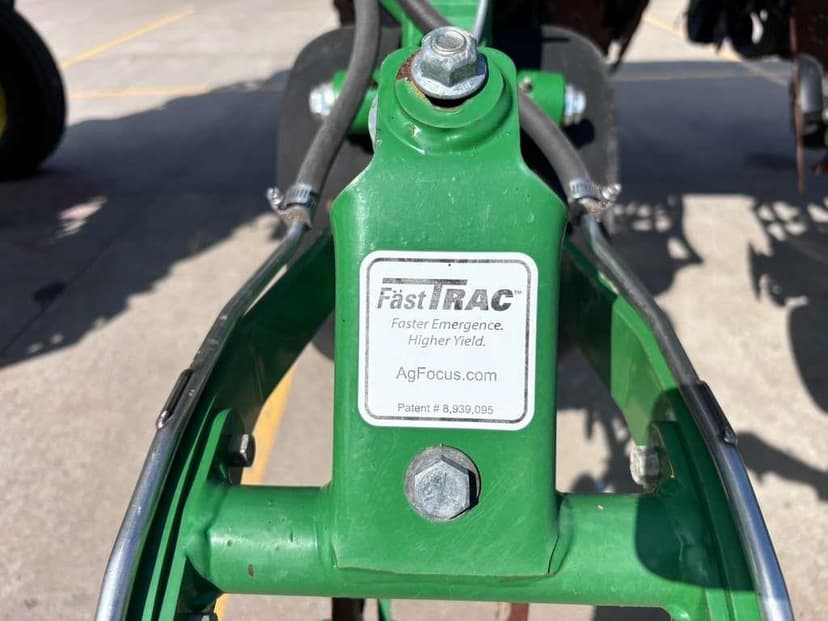 FästTRAC™
Faster Emergence.
Higher Yield.
AgFocus.com
Patent # 8,939,095